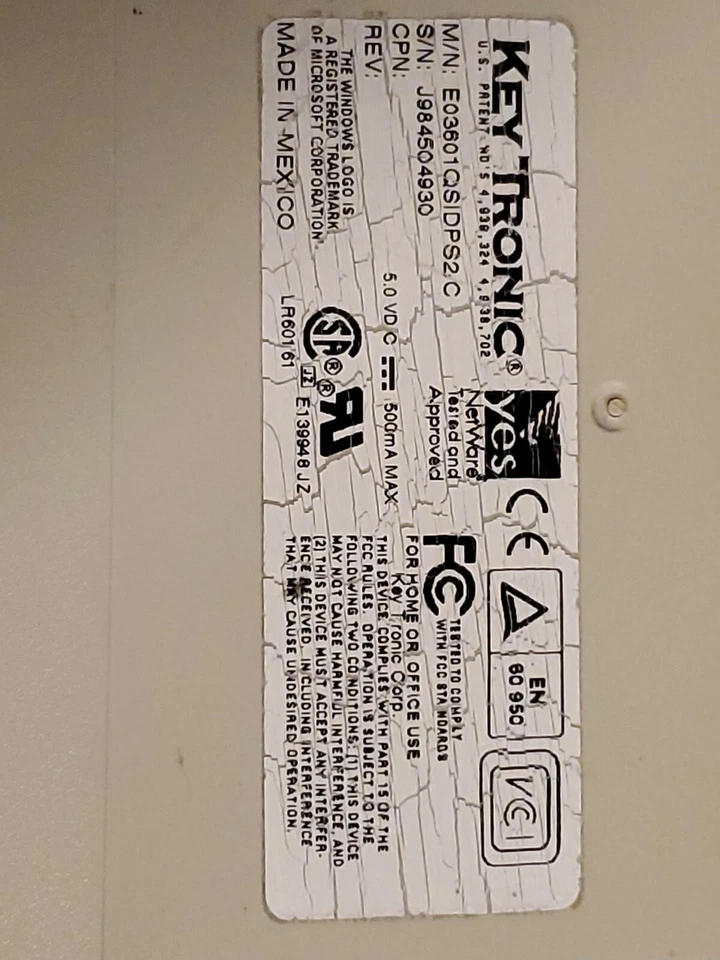 KEY TRONIC®
U.S. PATENT NO'S 4,938,324 4,938,702
M/N: E03601QSIDPS2-C
S/N: J984504930
CPN:
REV:
THE WINDOWS LOGO IS
A REGISTERED TRADEMARK
OF MICROSOFT CORPORATION.
MADE IN MEXICO
yes
NetWare®
Tested and
Approved
5.0 VDC 500mA MAX
SA® ®
JZ E139948 JZ
LR60161
CE
EN
60 950
VCI
FC TESTED TO COMPLY
WITH FCC STANDARDS
FOR HOME OR OFFICE USE
Key Tronic Corp.
THIS DEVICE COMPLIES WITH PART 15 OF THE
FCC RULES. OPERATION IS SUBJECT TO THE
FOLLOWING TWO CONDITIONS: (1) THIS DEVICE
MAY NOT CAUSE HARMFUL INTERFERENCE, AND
(2) THIS DEVICE MUST ACCEPT ANY INTERFER-
ENCE RECEIVED, INCLUDING INTERFERENCE
THAT MAY CAUSE UNDESIRED OPERATION.